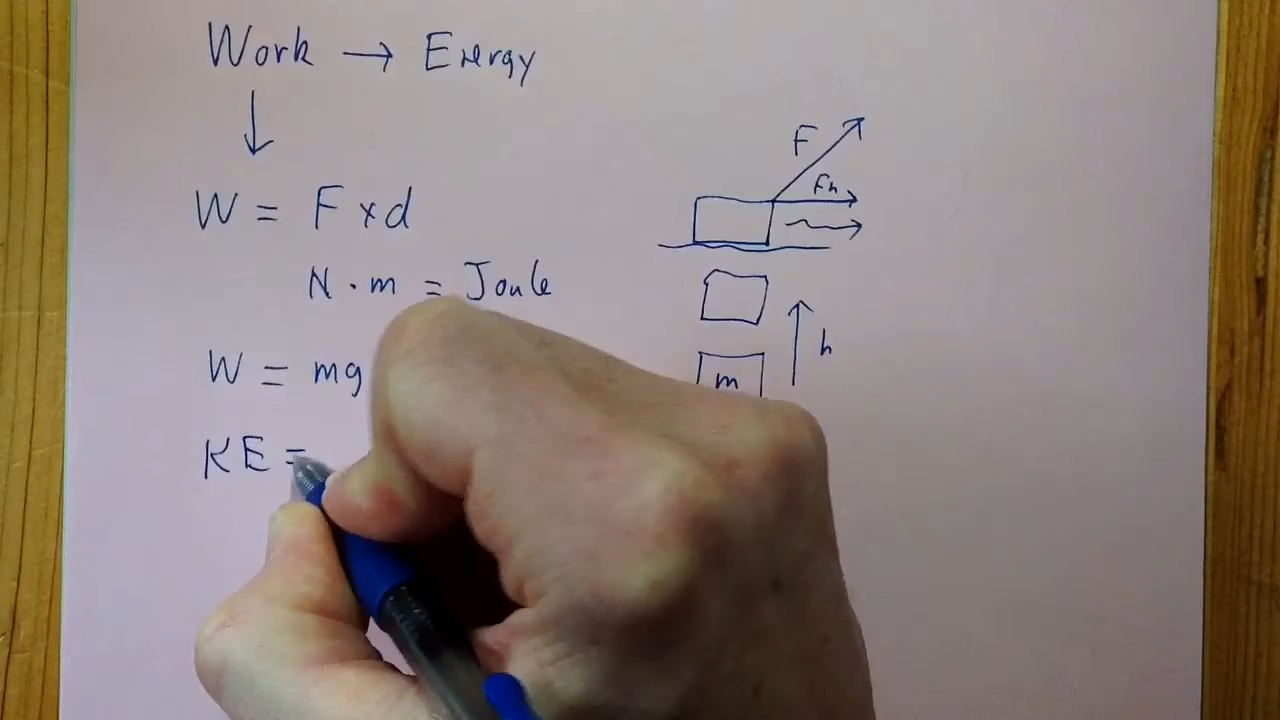 Work → Energy
W = F x d
F
Fh
N · m = Joule
h
W = mg
m
KE =